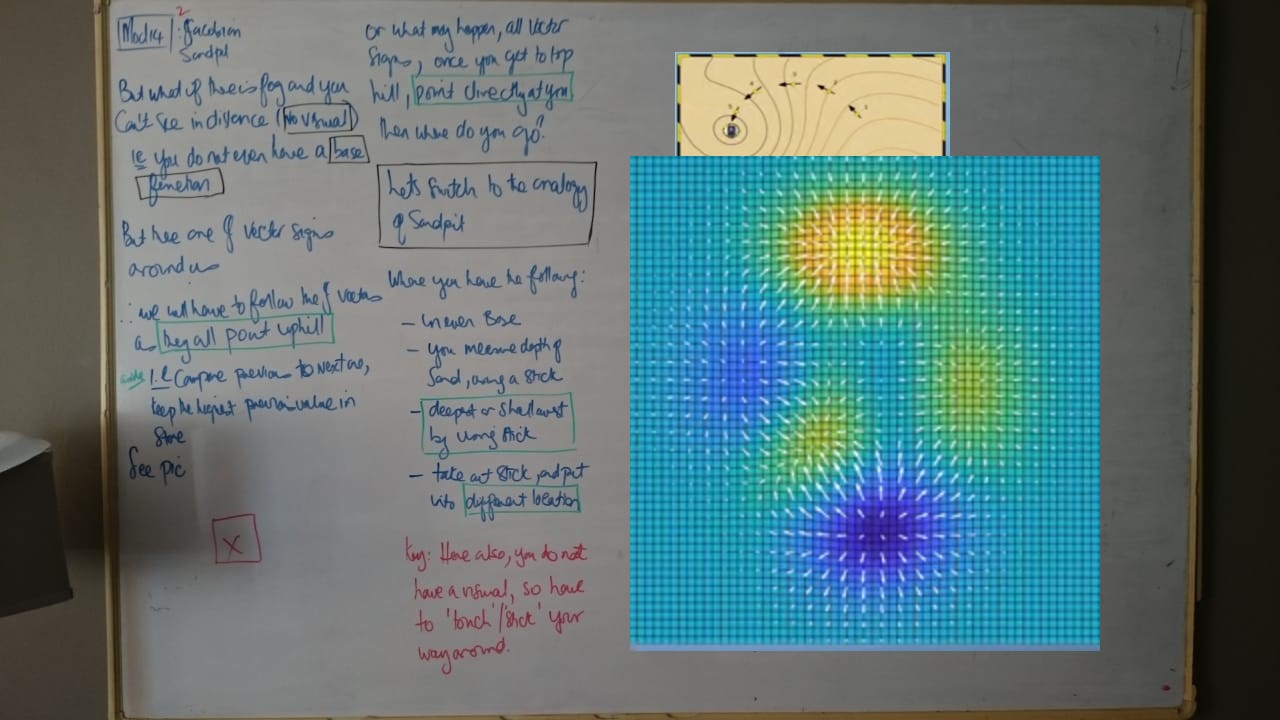 Mod14 2: Jacobian
Sandpit
But what if there is fog and you
Can't see in distance (No visual)
ie you do not even have a base
function
But have one of vector signs
around us
∴ we will have to follow the vectors
as they all point uphill
i.e Compare previous to next one,
keep the highest previous value in
store
See pic
X
Or what may happen, all vector
signs, once you get to top
hill, point directly at you
Then where do you go?
Let's switch to the analogy
of Sandpit
Where you have the following:
- uneven Base
- you measure depth of
Sand, using a stick
- deepest or shallowest
by using stick
- take out stick, and put
into different location
Key: Here also, you do not
have a visual, so have
to 'touch'/'stick' your
way around.